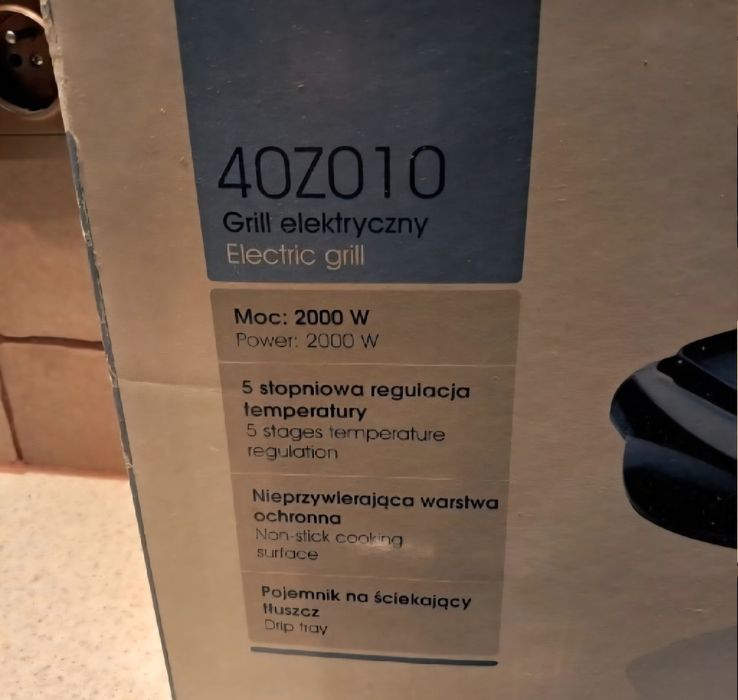 40Z010
Grill elektryczny
Electric grill
Moc: 2000 W
Power: 2000 W
5 stopniowa regulacja
temperatury
5 stages temperature
regulation
Nieprzywierająca warstwa
ochronna
Non-stick cooking
surface
Pojemnik na ściekający
tłuszcz
Drip tray